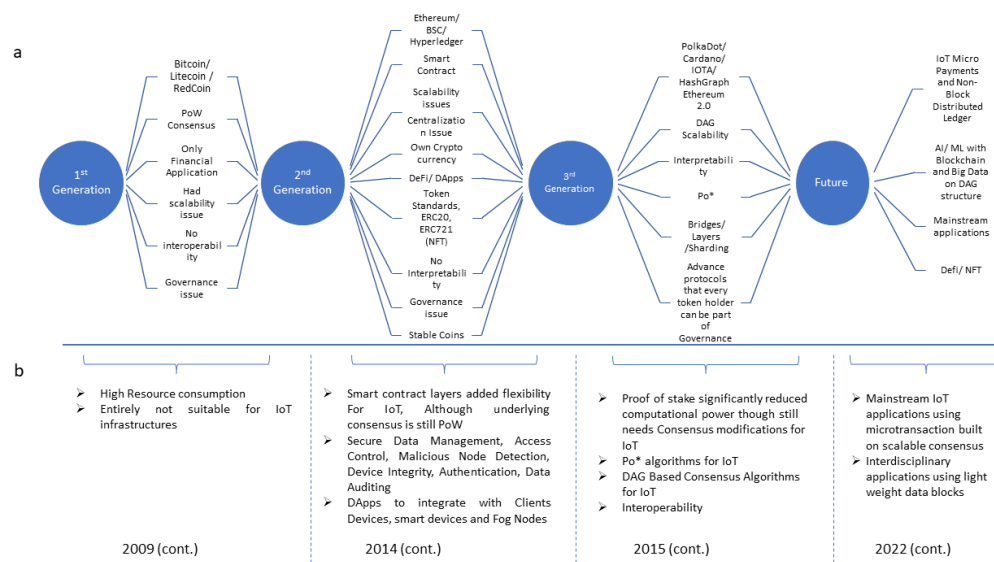 a
1st
Generation
Bitcoin/
Litecoin /
RedCoin
PoW
Consensus
Only
Financial
Application
Had
scalability
issue
No
interoperab
ility
Governance
issue
2nd
Generation
Ethereum/
BSC/
Hyperledger
Smart
Contract
Scalability
issues
Centralizatio
n Issue
Own Crypto
currency
DeFi/ DApps
Token
Standards,
ERC20,
ERC721
(NFT)
No
Interpretabili
ty
Governance
issue
Stable Coins
3rd
Generation
PolkaDot/
Cardano/
IOTA/
HashGraph
Ethereum
2.0
DAG
Scalability
Interpretabili
ty
Po*
Bridges/
Layers
/Sharding
Advance
protocols
that every
token holder
can be part
of
Governance
Future
IoT Micro
Payments
and Non-
Block
Distributed
Ledger
AI/ ML with
Blockchain
and Big Data
on DAG
structure
Mainstream
applications
Defi/ NFT
b
➢ High Resource consumption
➢ Entirely not suitable for IoT
infrastructures
2009 (cont.)
➢ Smart contract layers added flexibility
For IoT, Although underlying
consensus is still PoW
➢ Secure Data Management, Access
Control, Malicious Node Detection,
Device Integrity, Authentication, Data
Auditing
➢ DApps to integrate with Clients
Devices, smart devices and Fog Nodes
2014 (cont.)
➢ Proof of stake significantly reduced
computational power though still
needs Consensus modifications for
IoT
➢ Po* algorithms for IoT
➢ DAG Based Consensus Algorithms
for IoT
➢ Interoperability
2015 (cont.)
➢ Mainstream IoT
applications using
microtransaction built
on scalable consensus
➢ Interdisciplinary
applications using light
weight data blocks
2022 (cont.)